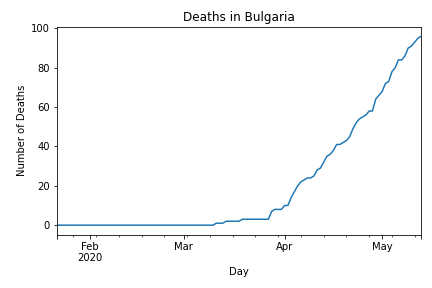 Deaths in Bulgaria
Number of Deaths
100
80
60
40
20
0
Feb
2020
Mar
Apr
May
Day